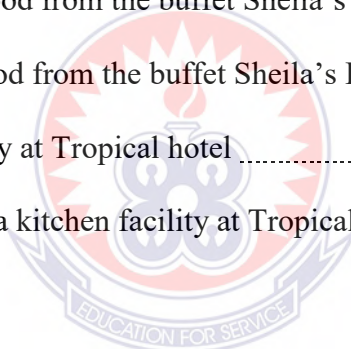 ood from the buffet Sheila's
od from the buffet Sheila's
y at Tropical hotel
a kitchen facility at Tropical
EDUCATION FOR SERVICE